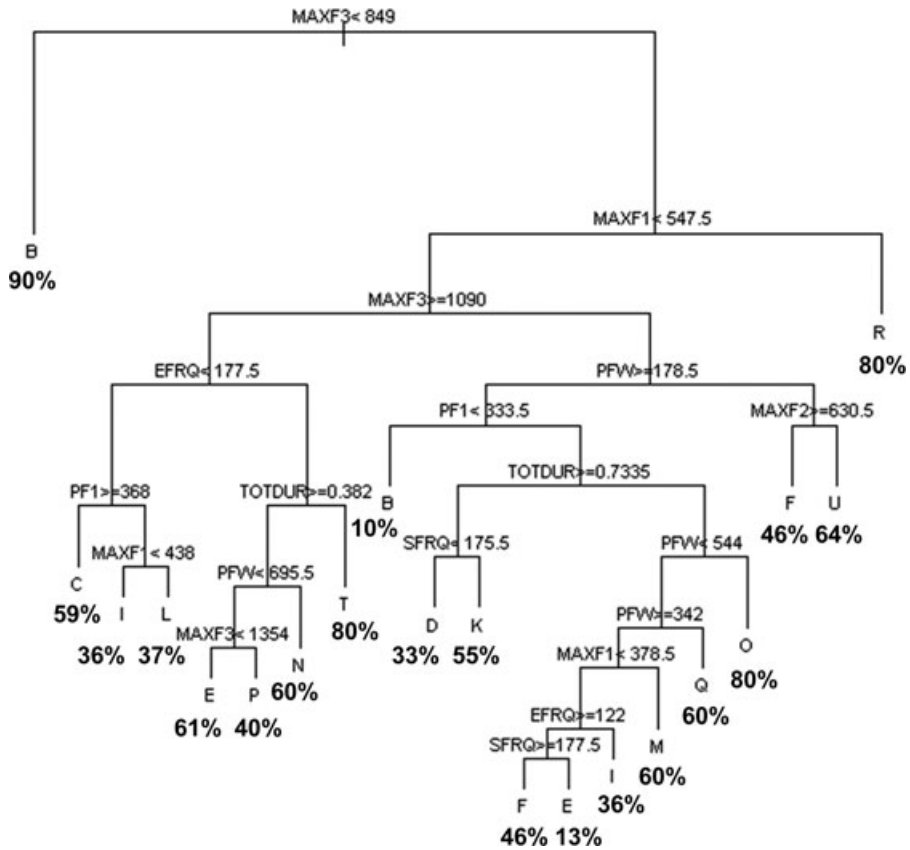 MAXF3< 849
MAXF1< 547.5
B
90%
MAXF3>=1090
R
80%
EFRQ< 177.5
PFW>=178.5
PF1< 333.5
MAXF2>=630.5
TOTDUR>=0.7335
PF1>=368
TOTDUR>=0.382
B
10%
F
46%
U
64%
SFRQ< 175.5
PFW< 544
MAXF1< 438
PFW< 695.5
C
59%
I
36%
L
37%
T
80%
D
33%
K
55%
PFW>=342
MAXF3< 1354
O
80%
MAXF1< 378.5
N
60%
E
61%
P
40%
Q
60%
EFRQ>=122
SFRQ>=177.5
M
60%
I
36%
F
46%
E
13%